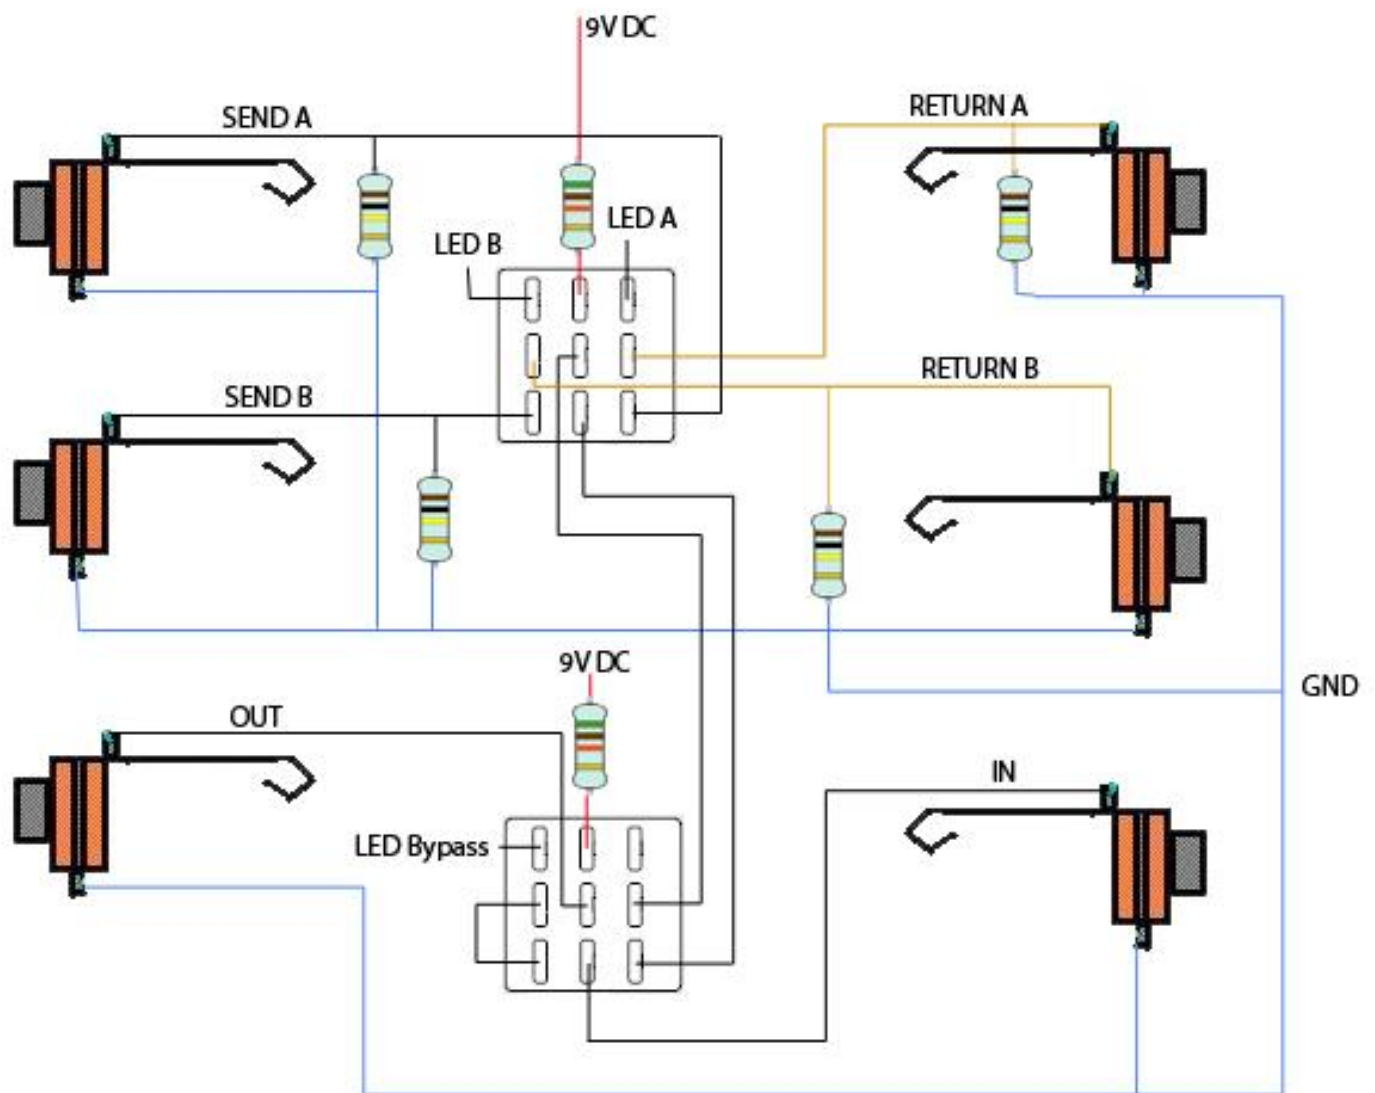 9V DC
SEND A
RETURN A
LED A
LED B
RETURN B
SEND B
9V DC
GND
OUT
IN
LED Bypass